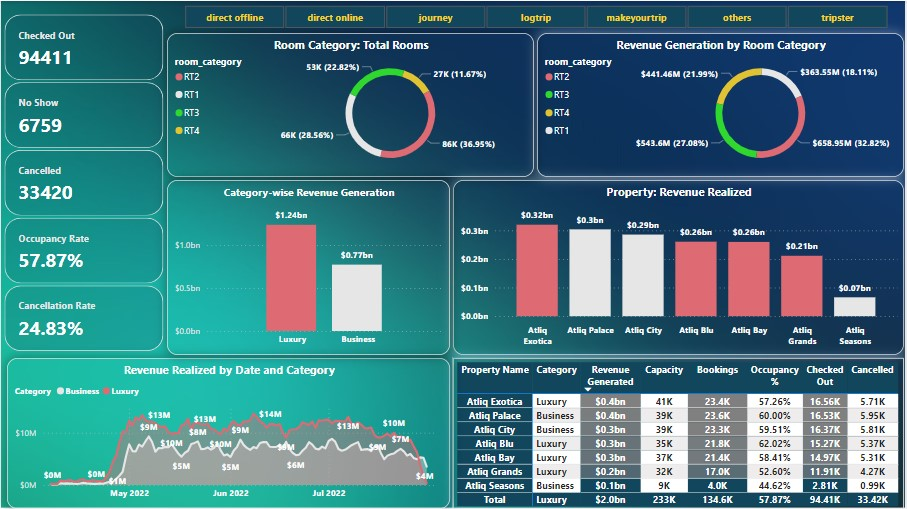 direct offline direct online journey logtrip makeyourtrip others tripster
Checked Out
94411
No Show
6759
Cancelled
33420
Occupancy Rate
57.87%
Cancellation Rate
24.83%
Room Category: Total Rooms
room_category
RT2
RT1
RT3
RT4
53K (22.82%)
27K (11.67%)
66K (28.56%)
86K (36.95%)
Revenue Generation by Room Category
room_category
RT2
RT3
RT4
RT1
$441.46M (21.99%)
$363.55M (18.11%)
$543.6M (27.08%)
$658.95M (32.82%)
Category-wise Revenue Generation
$1.24bn
$0.77bn
$1.0bn
$0.5bn
$0.0bn
Luxury Business
Property: Revenue Realized
$0.32bn $0.3bn $0.29bn $0.26bn $0.26bn $0.21bn $0.07bn
$0.3bn
$0.2bn
$0.1bn
$0.0bn
Atliq Exotica
Atliq Palace
Atliq City
Atliq Blu
Atliq Bay
Atliq Grands
Atliq Seasons
Revenue Realized by Date and Category
Category Business Luxury
$10M
$0M
$0M $0M $1M $13M $9M $10M $5M $13M $8M $10M $5M $9M $14M $6M $13M $10M $7M $4M
May 2022 Jun 2022 Jul 2022
Property Name Category Revenue Generated Capacity Bookings Occupancy % Checked Out Cancelled
Atliq Exotica Luxury $0.4bn 41K 23.4K 57.26% 16.56K 5.71K
Atliq Palace Business $0.4bn 39K 23.6K 60.00% 16.53K 5.95K
Atliq City Business $0.3bn 39K 23.3K 59.51% 16.37K 5.81K
Atliq Blu Luxury $0.3bn 35K 21.8K 62.02% 15.27K 5.37K
Atliq Bay Luxury $0.3bn 37K 21.4K 58.41% 14.97K 5.31K
Atliq Grands Luxury $0.2bn 32K 17.0K 52.60% 11.91K 4.27K
Atliq Seasons Business $0.1bn 9K 4.0K 44.62% 2.81K 0.99K
Total Luxury $2.0bn 233K 134.6K 57.87% 94.41K 33.42K